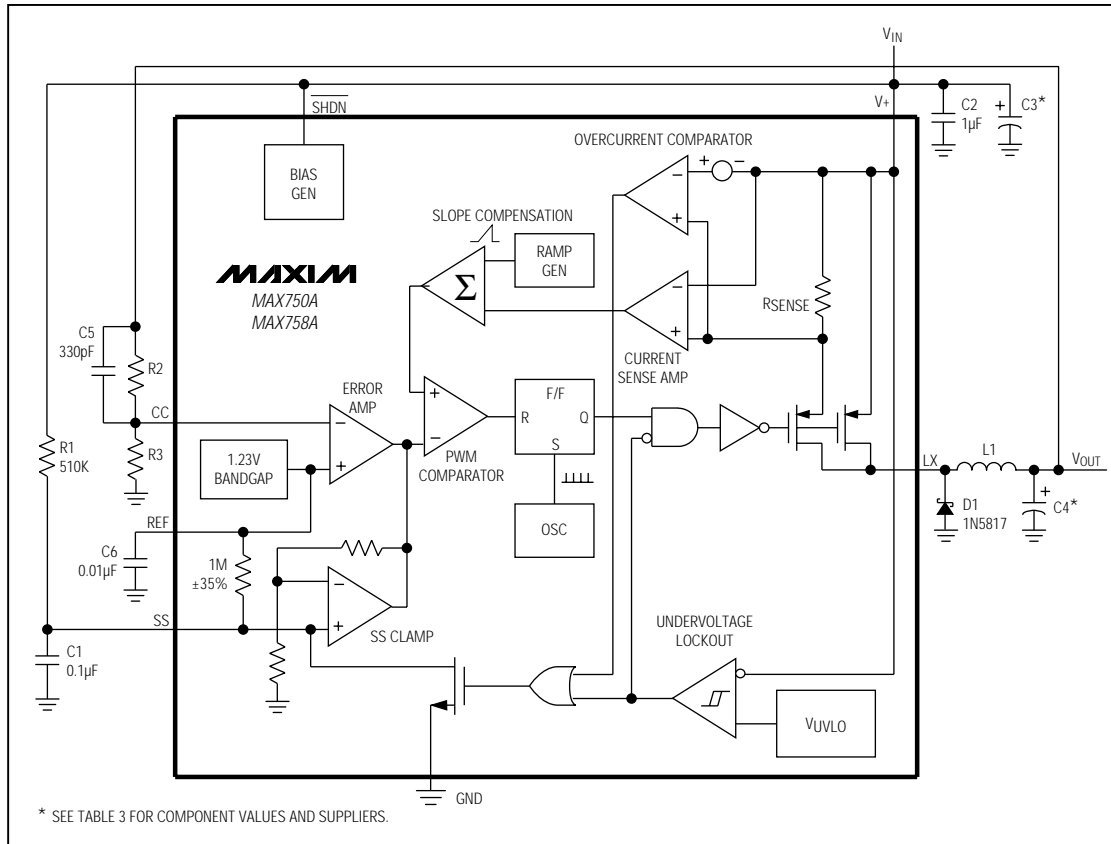 VIN
SHDN
V+
C2
1µF
C3*
OVERCURRENT COMPARATOR
+ −
BIAS
GEN
−
+
SLOPE COMPENSATION
RAMP
GEN
MAXIM
MAX750A
MAX758A
Σ
−
+
RSENSE
CURRENT
SENSE AMP
C5
330pF
R2
CC
R1
510K
R3
ERROR
AMP
−
+
1.23V
BANDGAP
+
−
PWM
COMPARATOR
F/F
R
Q
S
OSC
LX
L1
VOUT
D1
1N5817
+
C4*
REF
C6
0.01µF
1M
±35%
−
+
SS CLAMP
SS
C1
0.1µF
UNDERVOLTAGE
LOCKOUT
VUVLO
GND
* SEE TABLE 3 FOR COMPONENT VALUES AND SUPPLIERS.